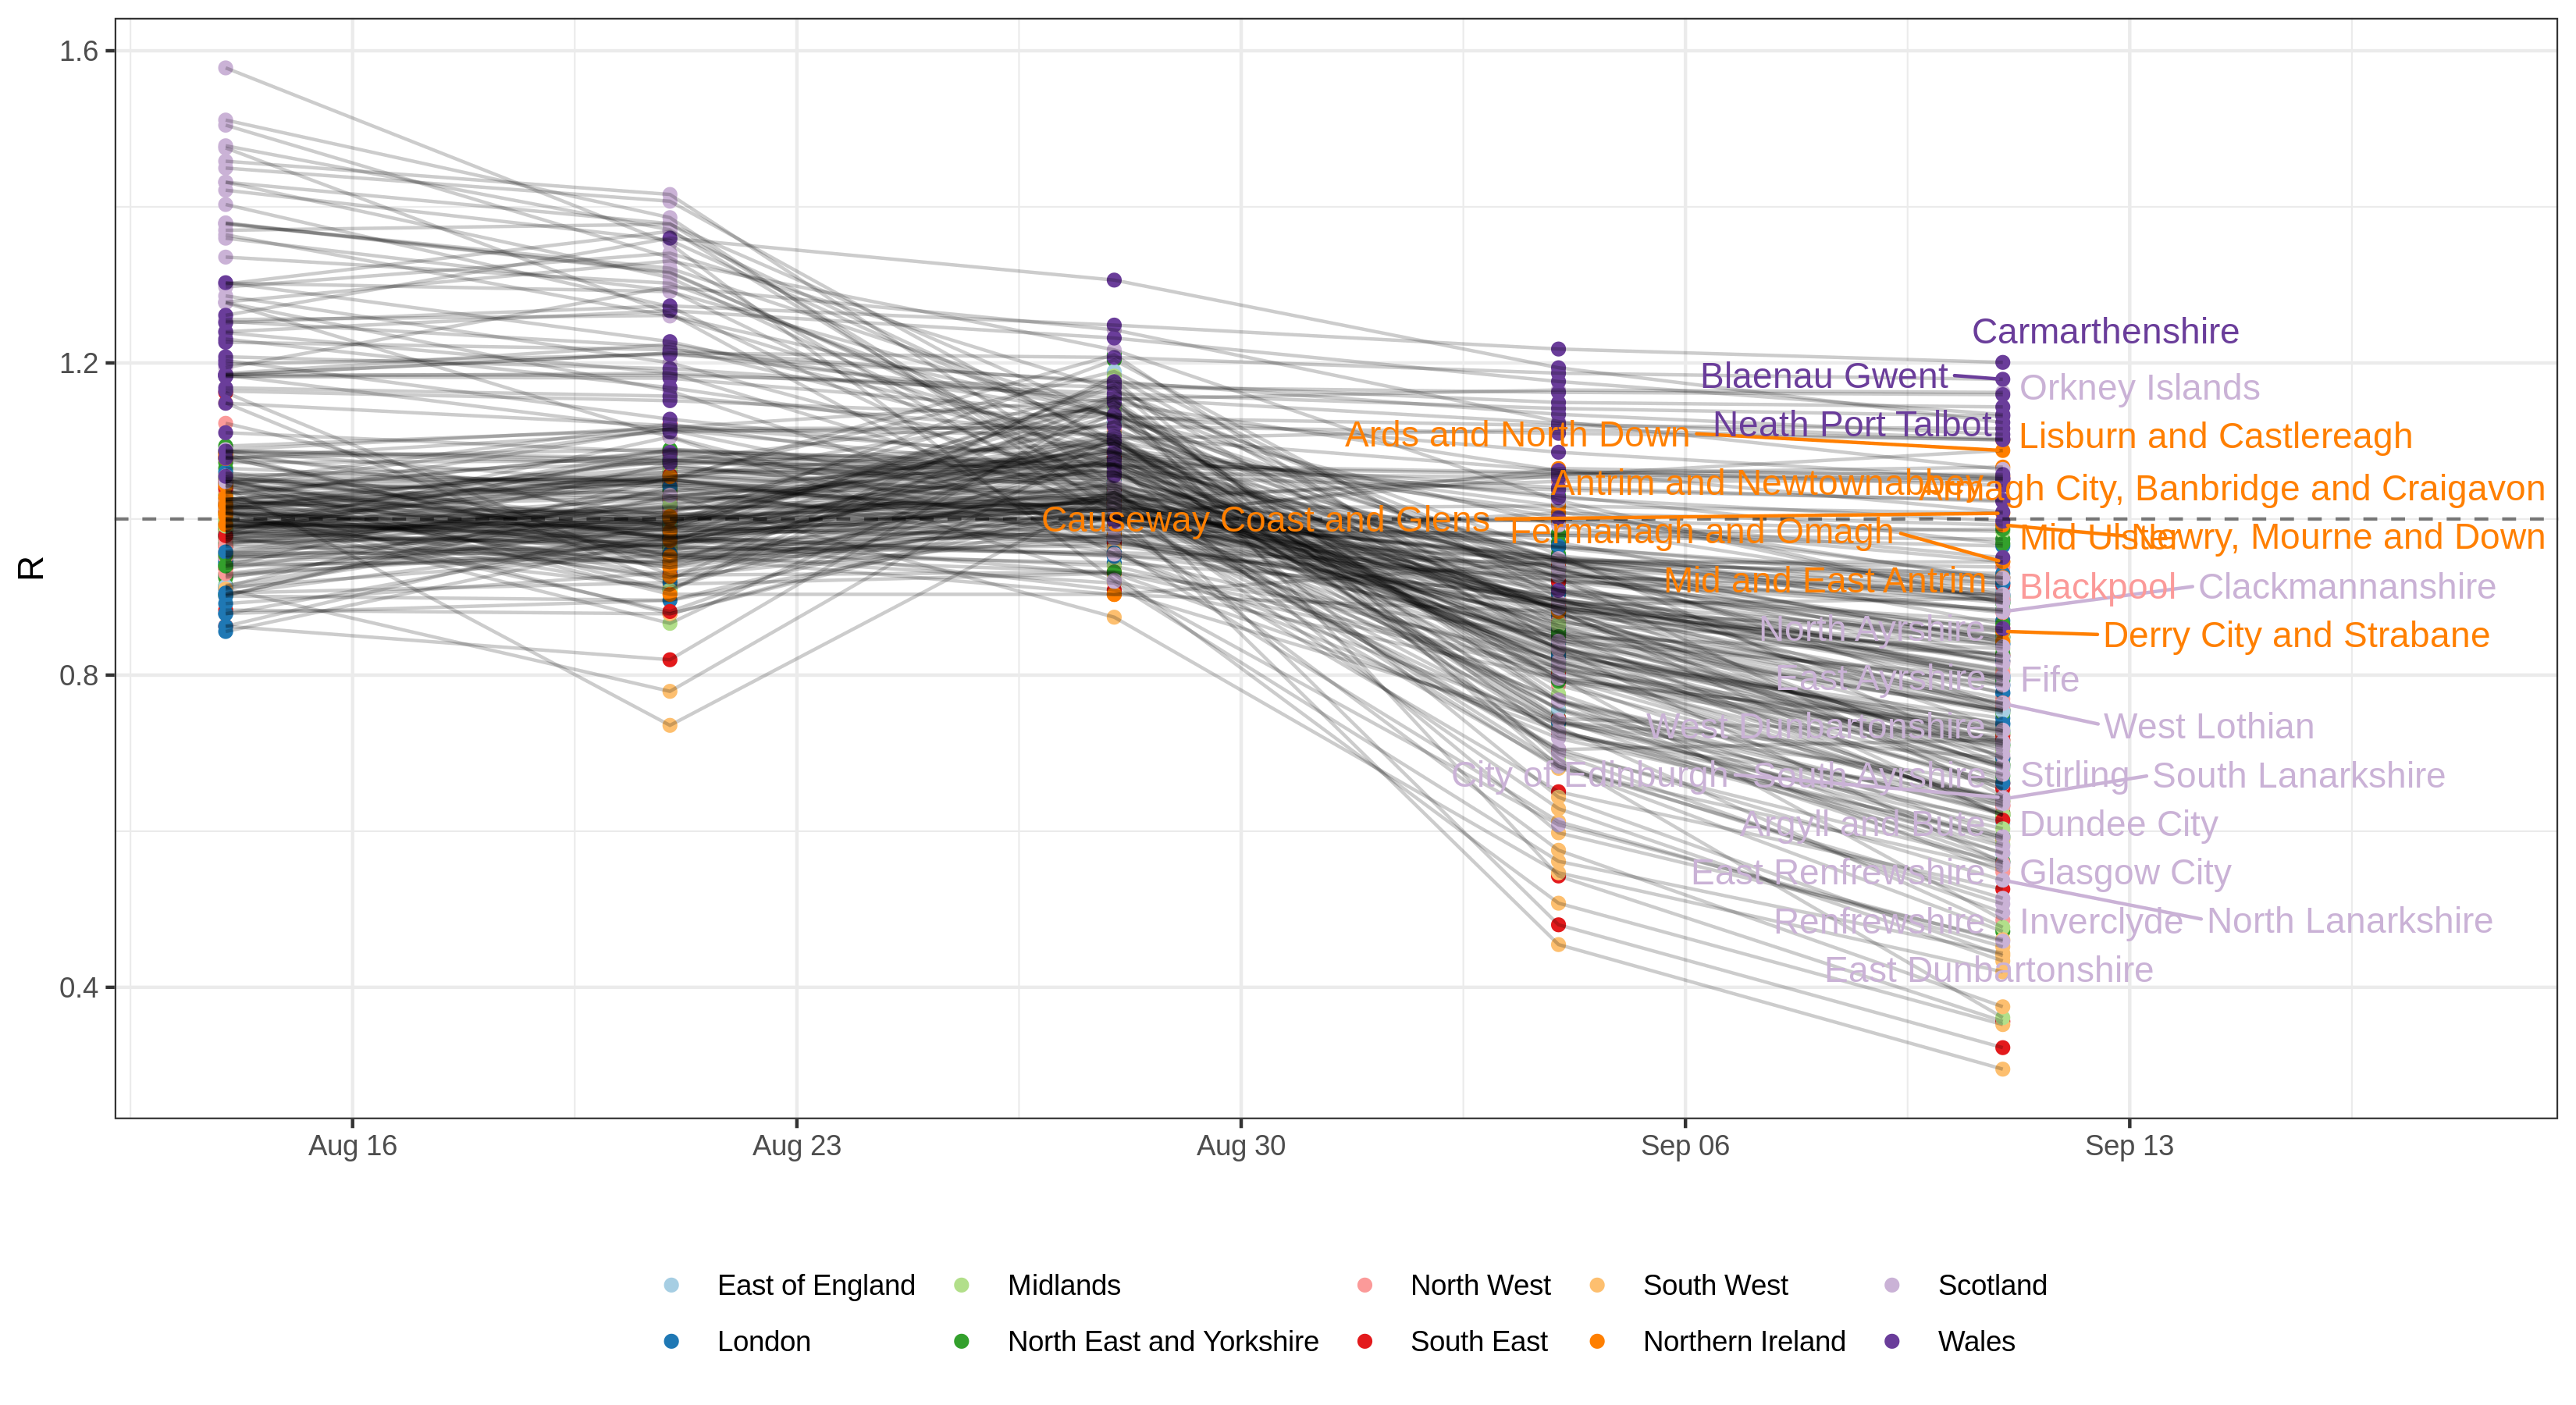 1.6
1.2
0.8
0.4
R
Carmarthenshire
Blaenau Gwent
Orkney Islands
Neath Port Talbot
Ards and North Down
Lisburn and Castlereagh
Antrim and Newtownabbey
Armagh City, Banbridge and Craigavon
Causeway Coast and Glens
Fermanagh and Omagh
Mid Ulster
Newry, Mourne and Down
Mid and East Antrim
Blackpool
Clackmannanshire
North Ayrshire
Derry City and Strabane
East Ayrshire
Fife
West Dunbartonshire
West Lothian
City of Edinburgh
South Ayrshire
Stirling
South Lanarkshire
Argyll and Bute
Dundee City
East Renfrewshire
Glasgow City
Renfrewshire
Inverclyde
North Lanarkshire
East Dunbartonshire
Aug 16
Aug 23
Aug 30
Sep 06
Sep 13
East of England
Midlands
North West
South West
Scotland
London
North East and Yorkshire
South East
Northern Ireland
Wales